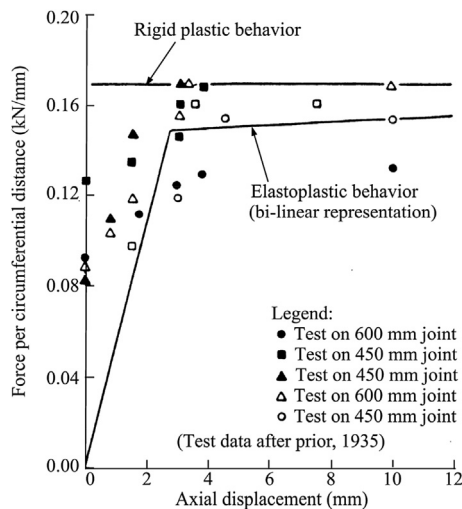 0.20
Rigid plastic behavior
0.16
0.12
Elastoplastic behavior
(bi-linear representation)
0.08
Legend:
Test on 600 mm joint
Test on 450 mm joint
Test on 450 mm joint
Test on 600 mm joint
Test on 450 mm joint
0.04
(Test data after prior, 1935)
0.00
0 2 4 6 8 10 12
Axial displacement (mm)
Force per circumferential distance (kN/mm)